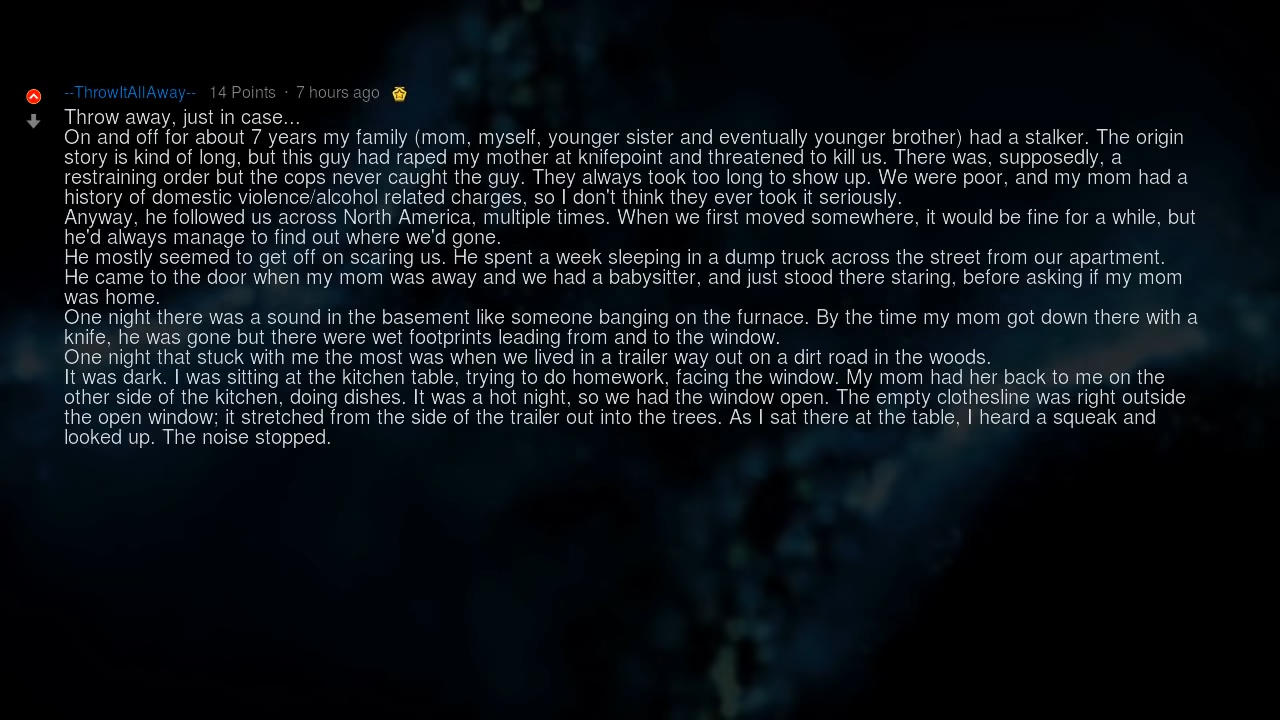 --ThrowItAllAway-- 14 Points · 7 hours ago
Throw away, just in case...
On and off for about 7 years my family (mom, myself, younger sister and eventually younger brother) had a stalker. The origin
story is kind of long, but this guy had raped my mother at knifepoint and threatened to kill us. There was, supposedly, a
restraining order but the cops never caught the guy. They always took too long to show up. We were poor, and my mom had a
history of domestic violence/alcohol related charges, so I don't think they ever took it seriously.
Anyway, he followed us across North America, multiple times. When we first moved somewhere, it would be fine for a while, but
he'd always manage to find out where we'd gone.
He mostly seemed to get off on scaring us. He spent a week sleeping in a dump truck across the street from our apartment.
He came to the door when my mom was away and we had a babysitter, and just stood there staring, before asking if my mom
was home.
One night there was a sound in the basement like someone banging on the furnace. By the time my mom got down there with a
knife, he was gone but there were wet footprints leading from and to the window.
One night that stuck with me the most was when we lived in a trailer way out on a dirt road in the woods.
It was dark. I was sitting at the kitchen table, trying to do homework, facing the window. My mom had her back to me on the
other side of the kitchen, doing dishes. It was a hot night, so we had the window open. The empty clothesline was right outside
the open window; it stretched from the side of the trailer out into the trees. As I sat there at the table, I heard a squeak and
looked up. The noise stopped.